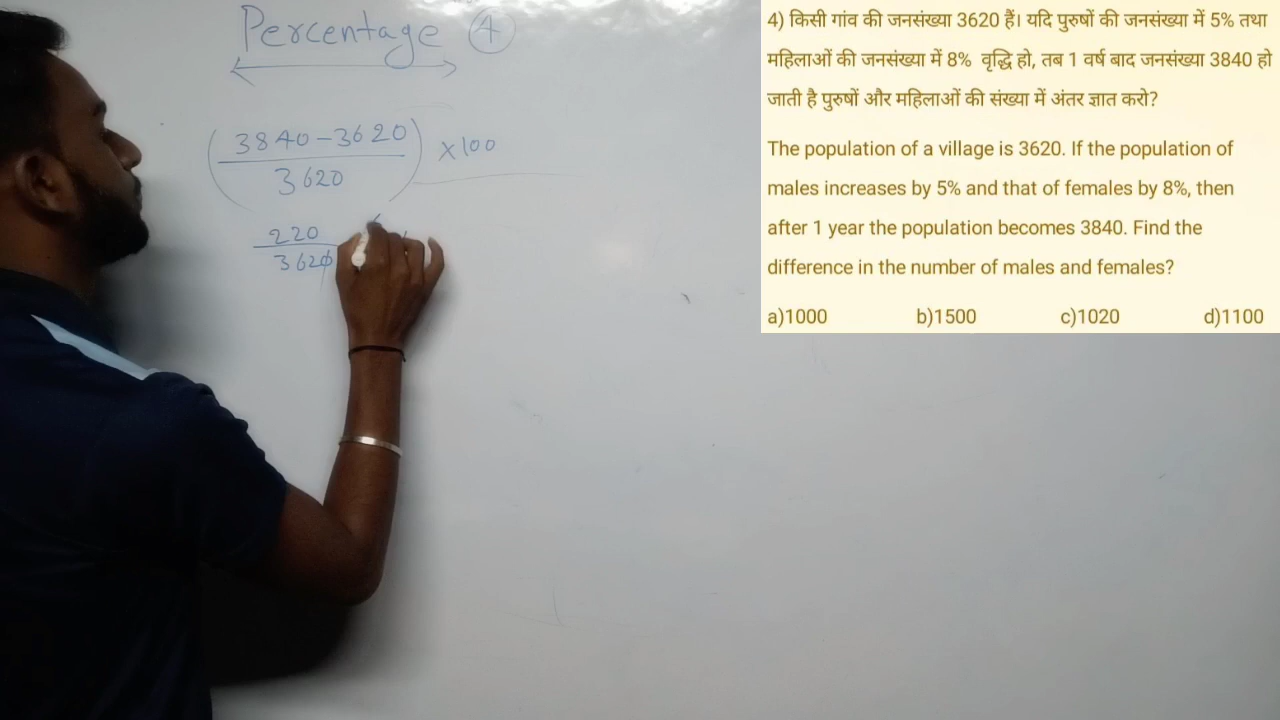 Percentage 4
3840-3620
3620
×100
220
3620
4) किसी गांव की जनसंख्या 3620 हैं। यदि पुरुषों की जनसंख्या में 5% तथा
महिलाओं की जनसंख्या में 8% वृद्धि हो, तब 1 वर्ष बाद जनसंख्या 3840 हो
जाती है पुरुषों और महिलाओं की संख्या में अंतर ज्ञात करो?
The population of a village is 3620. If the population of
males increases by 5% and that of females by 8%, then
after 1 year the population becomes 3840. Find the
difference in the number of males and females?
a)1000 b)1500 c)1020 d)1100